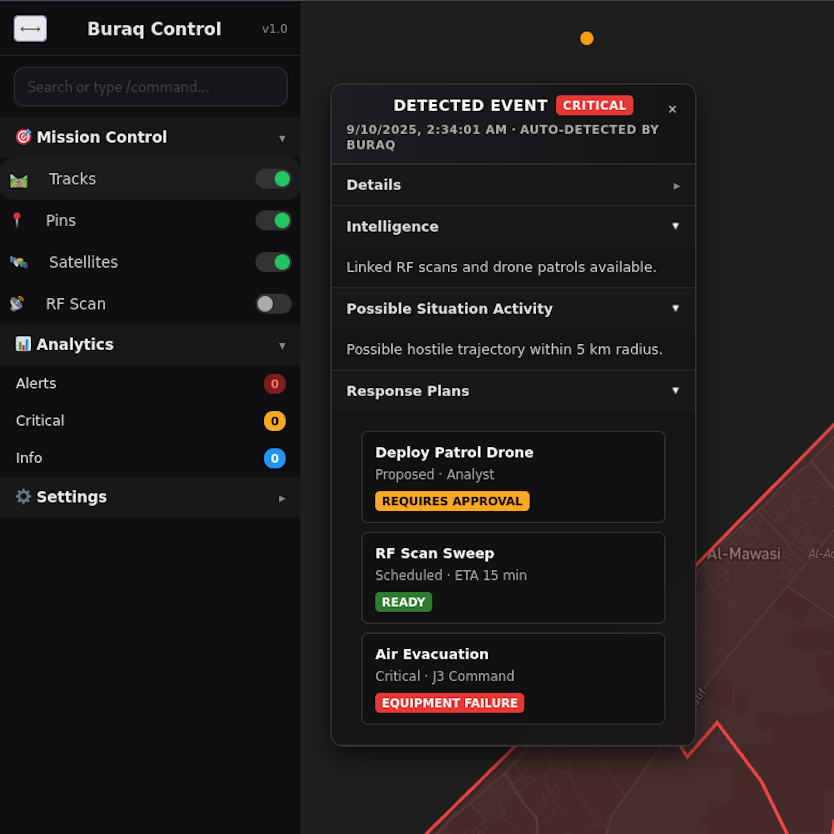 Buraq Control
v1.0
Search or type /command...
Mission Control
Tracks
Pins
Satellites
RF Scan
Analytics
Alerts
0
Critical
0
Info
0
Settings
DETECTED EVENT CRITICAL
×
9/10/2025, 2:34:01 AM · AUTO-DETECTED BY
BURAQ
Details
Intelligence
Linked RF scans and drone patrols available.
Possible Situation Activity
Possible hostile trajectory within 5 km radius.
Response Plans
Deploy Patrol Drone
Proposed · Analyst
REQUIRES APPROVAL
RF Scan Sweep
Scheduled · ETA 15 min
READY
Air Evacuation
Critical · J3 Command
EQUIPMENT FAILURE
Al-Mawasi